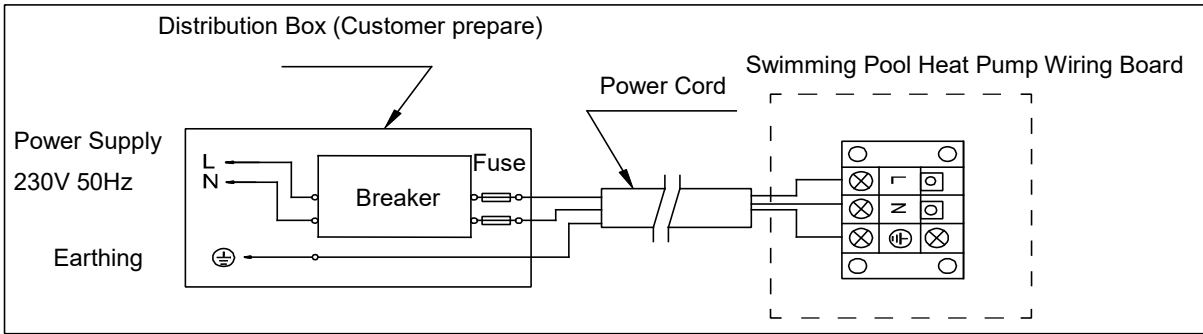 Distribution Box (Customer prepare)
Swimming Pool Heat Pump Wiring Board
Power Cord
Power Supply
230V 50Hz
L
N
Fuse
Breaker
Earthing
L
N